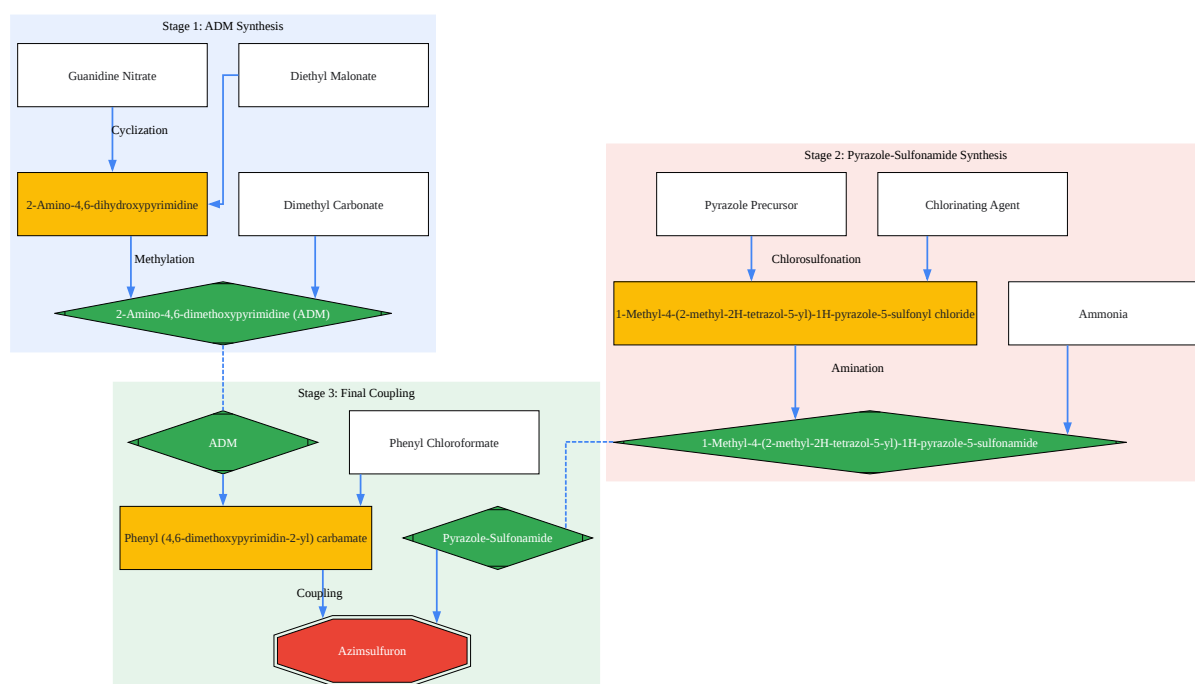 Stage 1: ADM Synthesis
Guanidine Nitrate
Diethyl Malonate
Cyclization
2-Amino-4,6-dihydroxypyrimidine
Dimethyl Carbonate
Methylation
2-Amino-4,6-dimethoxypyrimidine (ADM)
Stage 2: Pyrazole-Sulfonamide Synthesis
Pyrazole Precursor
Chlorinating Agent
Chlorosulfonation
1-Methyl-4-(2-methyl-2H-tetrazol-5-yl)-1H-pyrazole-5-sulfonyl chloride
Ammonia
Amination
1-Methyl-4-(2-methyl-2H-tetrazol-5-yl)-1H-pyrazole-5-sulfonamide
Stage 3: Final Coupling
ADM
Phenyl Chloroformate
Phenyl (4,6-dimethoxypyrimidin-2-yl) carbamate
Pyrazole-Sulfonamide
Coupling
Azimsulfuron